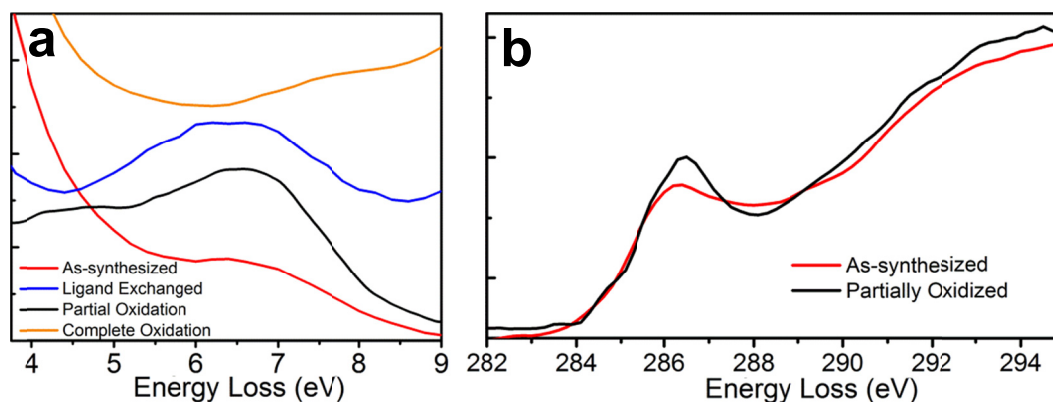 a
As-synthesized
Ligand Exchanged
Partial Oxidation
Complete Oxidation
4 5 6 7 8 9
Energy Loss (eV)
b
As-synthesized
Partially Oxidized
282 284 286 288 290 292 294
Energy Loss (eV)